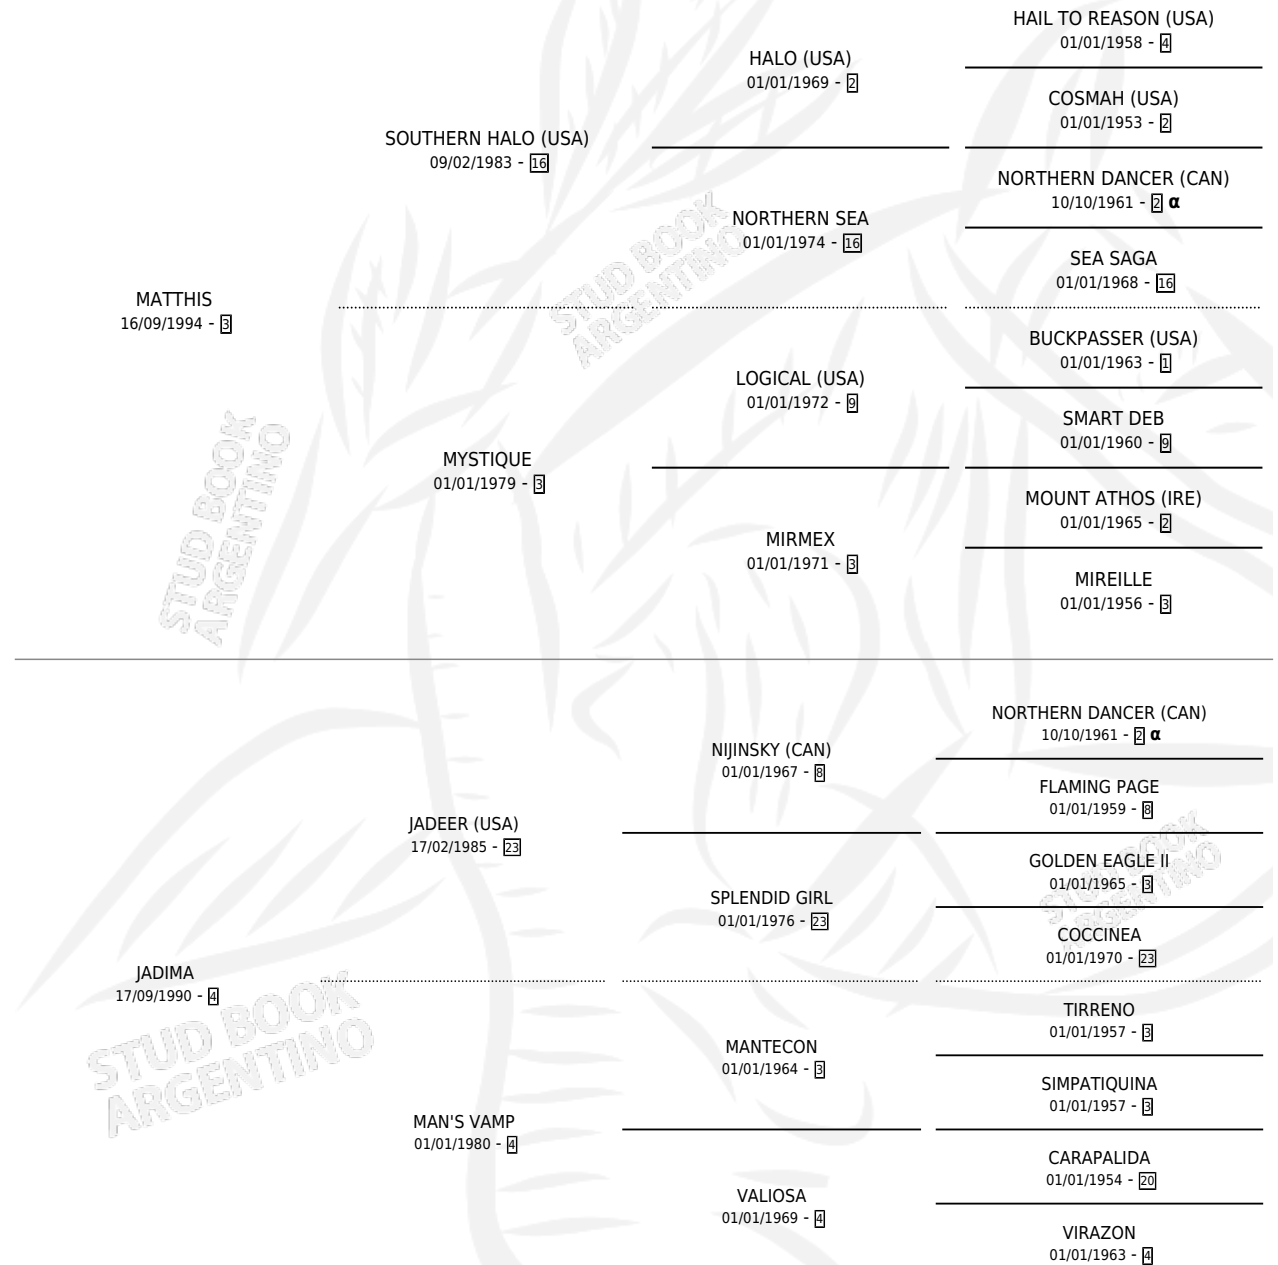 HAIL TO REASON (USA)
01/01/1958 - 4
HALO (USA)
01/01/1969 - 2
COSMAH (USA)
01/01/1953 - 2
SOUTHERN HALO (USA)
09/02/1983 - 16
NORTHERN DANCER (CAN)
10/10/1961 - 2 α
NORTHERN SEA
01/01/1974 - 16
SEA SAGA
01/01/1968 - 16
MATTHIS
16/09/1994 - 3
BUCKPASSER (USA)
01/01/1963 - 1
LOGICAL (USA)
01/01/1972 - 9
SMART DEB
01/01/1960 - 9
MYSTIQUE
01/01/1979 - 3
MOUNT ATHOS (IRE)
01/01/1965 - 2
MIRMEX
01/01/1971 - 3
MIREILLE
01/01/1956 - 3
NORTHERN DANCER (CAN)
10/10/1961 - 2 α
NIJINSKY (CAN)
01/01/1967 - 8
FLAMING PAGE
01/01/1959 - 8
JADEER (USA)
17/02/1985 - 23
GOLDEN EAGLE II
01/01/1965 - 3
SPLENDID GIRL
01/01/1976 - 23
COCCINEA
01/01/1970 - 23
JADIMA
17/09/1990 - 4
TIRRENO
01/01/1957 - 3
MANTECON
01/01/1964 - 3
SIMPATIQUINA
01/01/1957 - 3
MAN'S VAMP
01/01/1980 - 4
CARAPALIDA
01/01/1954 - 20
VALIOSA
01/01/1969 - 4
VIRAZON
01/01/1963 - 4
STUD BOOK
ARGENTINO
STUD BOOK
ARGENTINO
STUD BOOK
ARGENTINO
STUD BOOK
ARGENTINO